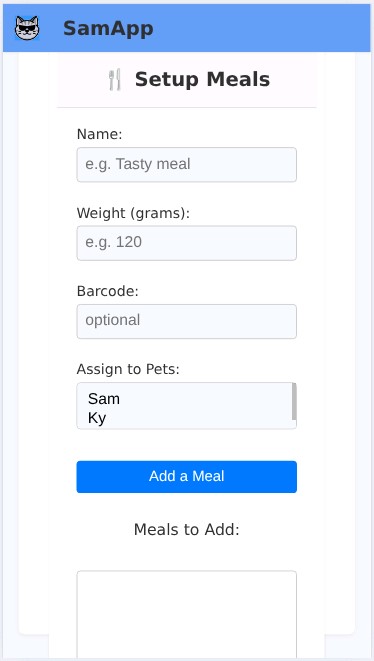 SamApp
Setup Meals
Name:
e.g. Tasty meal
Weight (grams):
e.g. 120
Barcode:
optional
Assign to Pets:
Sam
Ky
Add a Meal
Meals to Add: